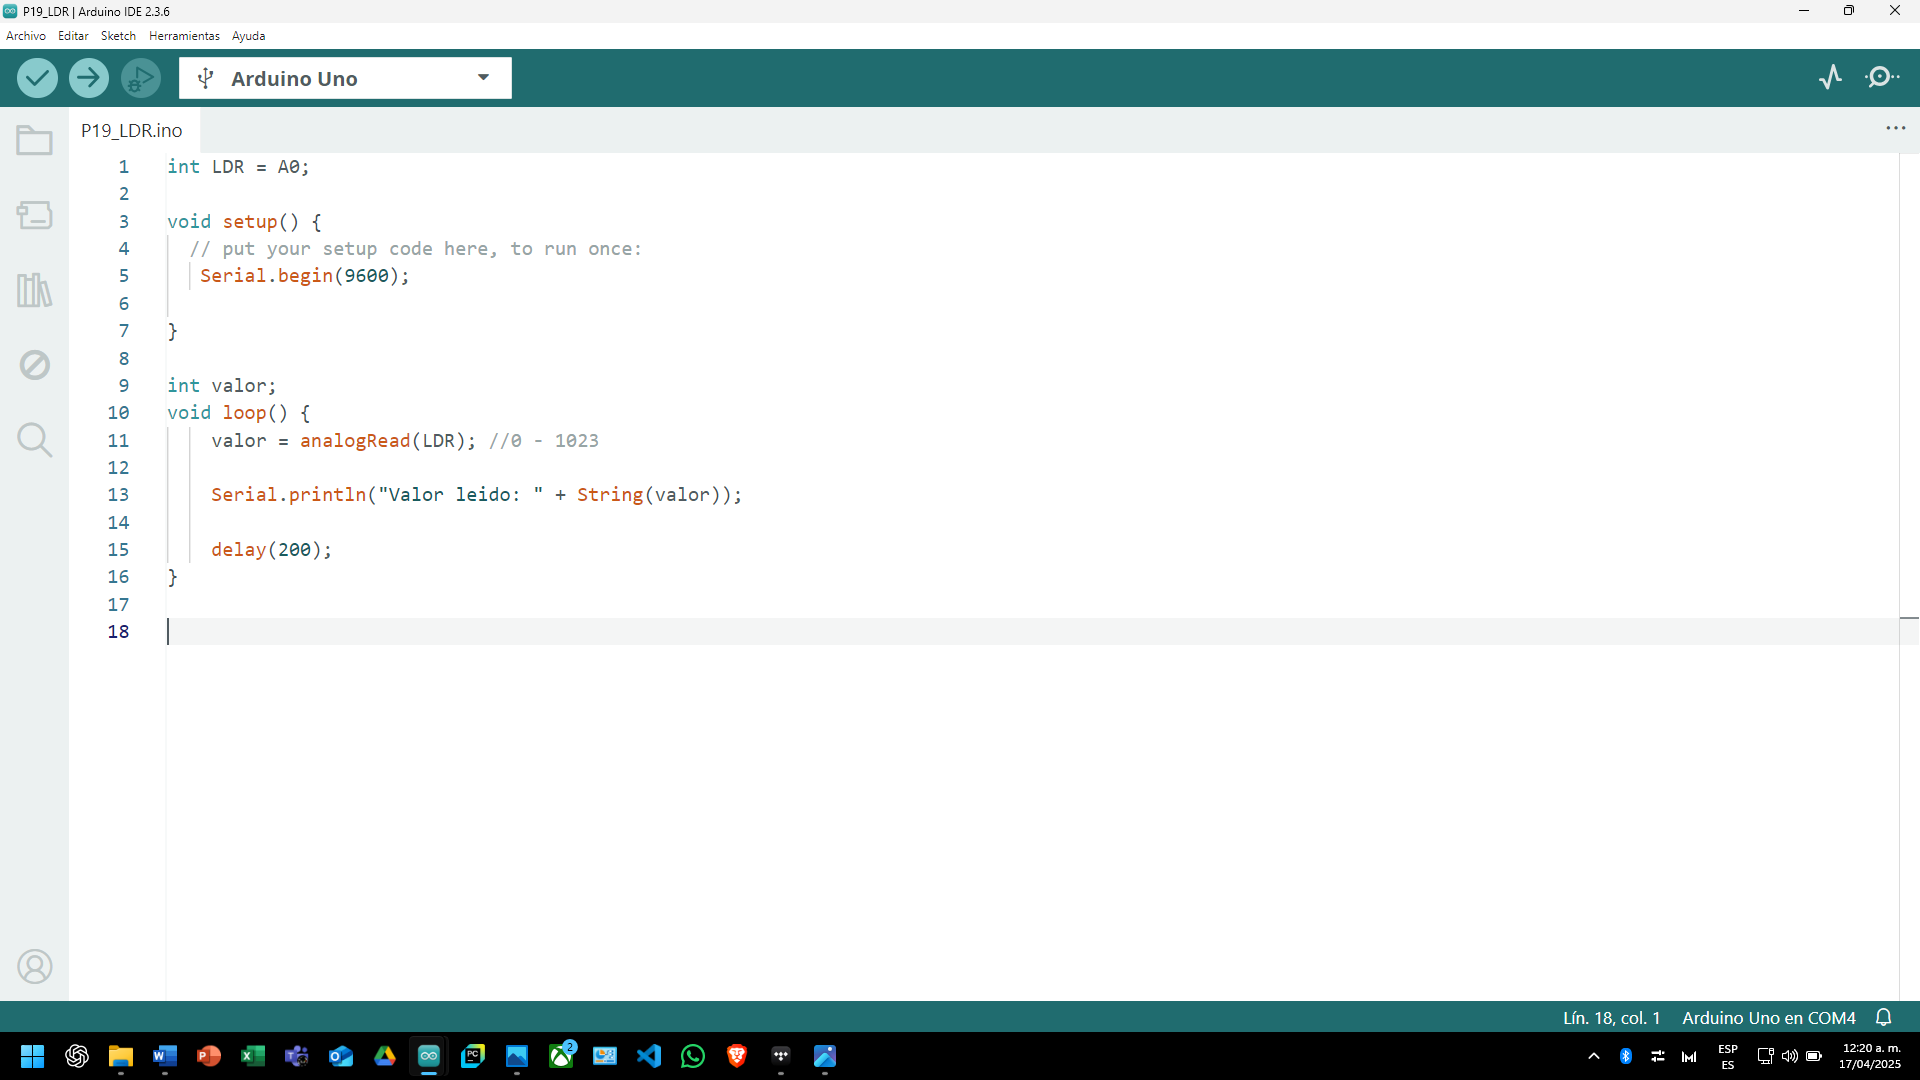 P19_LDR | Arduino IDE 2.3.6
Archivo Editar Sketch Herramientas Ayuda
Arduino Uno
P19_LDR.ino
1 int LDR = A0;
2
3 void setup() {
4 // put your setup code here, to run once:
5 Serial.begin(9600);
6
7 }
8
9 int valor;
10 void loop() {
11 valor = analogRead(LDR); //0 - 1023
12
13 Serial.println("Valor leido: " + String(valor));
14
15 delay(200);
16 }
17
18
Lín. 18, col. 1 Arduino Uno en COM4
2
ESP
ES
12:20 a. m.
17/04/2025